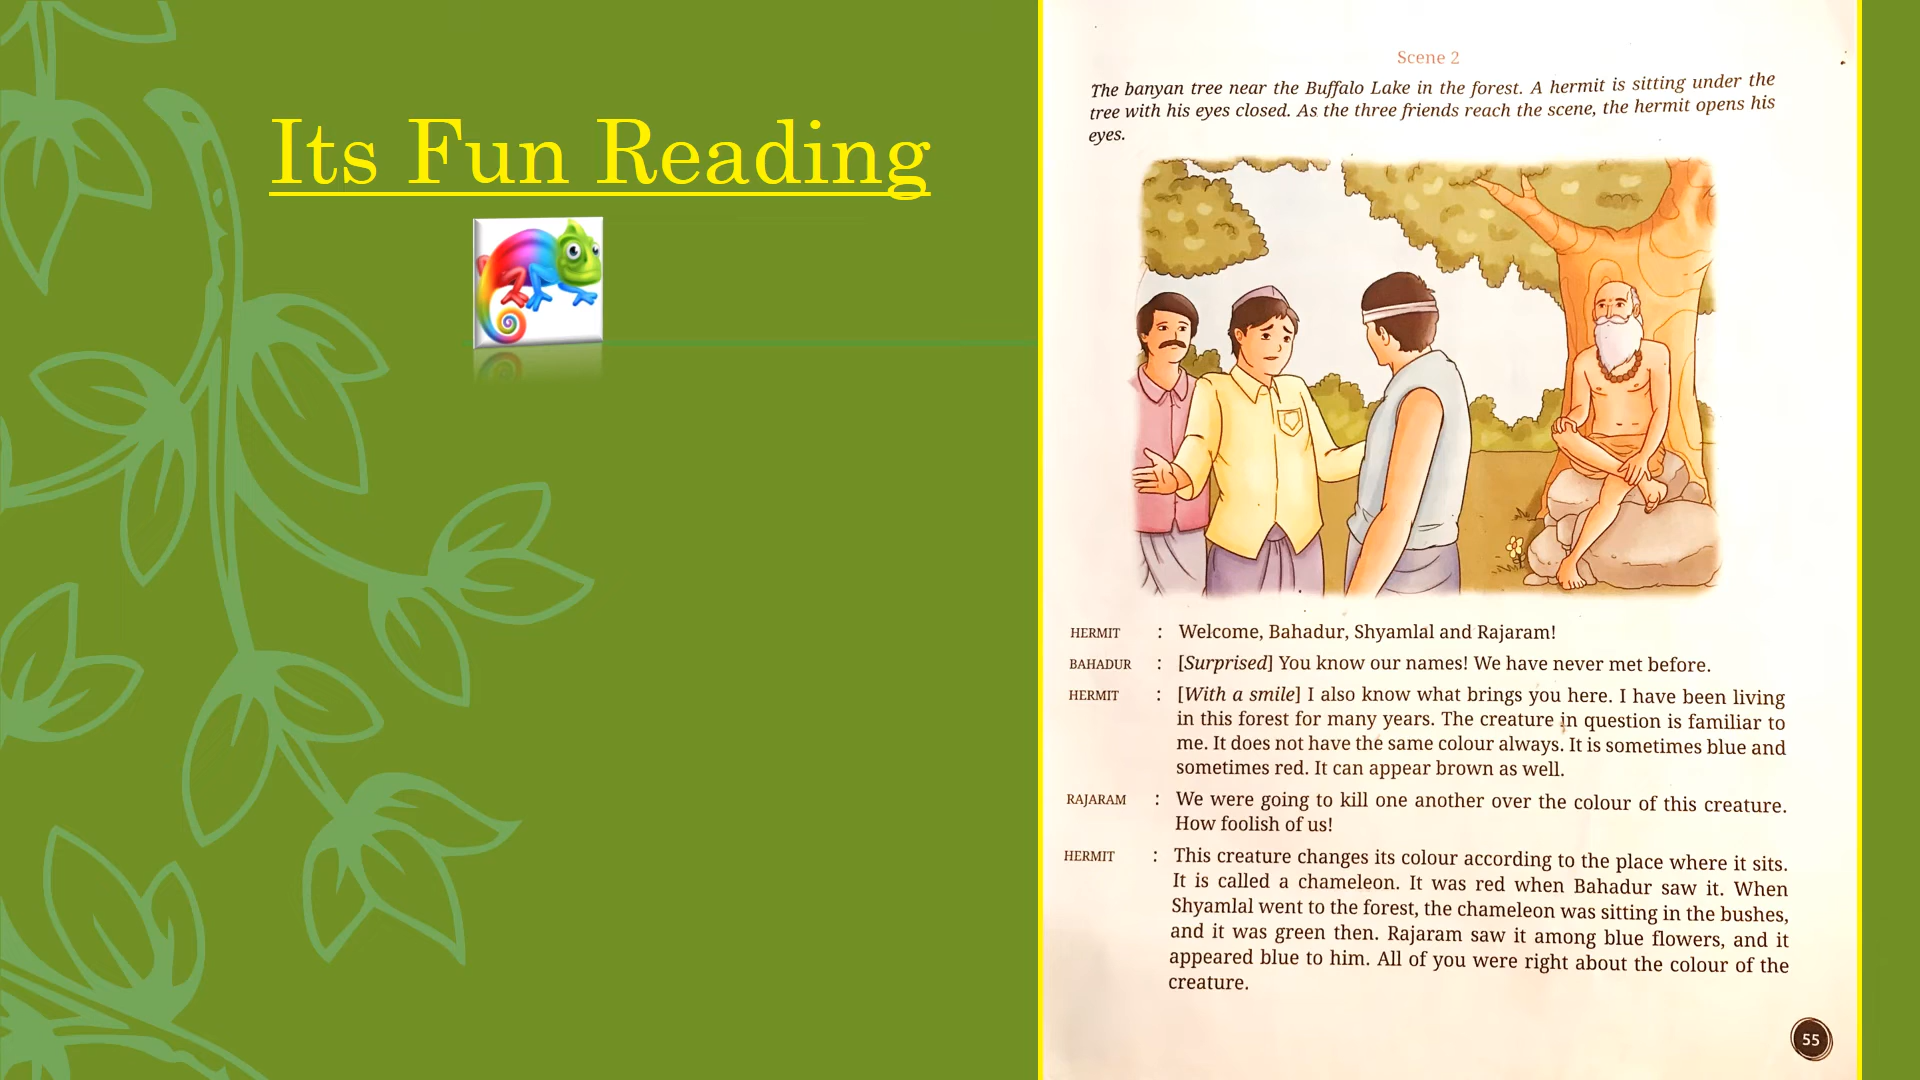 Its Fun Reading
Scene 2
The banyan tree near the Buffalo Lake in the forest. A hermit is sitting under the
tree with his eyes closed. As the three friends reach the scene, the hermit opens his
eyes.
HERMIT : Welcome, Bahadur, Shyamlal and Rajaram!
BAHADUR : [Surprised] You know our names! We have never met before.
HERMIT : [With a smile] I also know what brings you here. I have been living
in this forest for many years. The creature in question is familiar to
me. It does not have the same colour always. It is sometimes blue and
sometimes red. It can appear brown as well.
RAJARAM : We were going to kill one another over the colour of this creature.
How foolish of us!
HERMIT : This creature changes its colour according to the place where it sits.
It is called a chameleon. It was red when Bahadur saw it. When
Shyamlal went to the forest, the chameleon was sitting in the bushes,
and it was green then. Rajaram saw it among blue flowers, and it
appeared blue to him. All of you were right about the colour of the
creature.
55